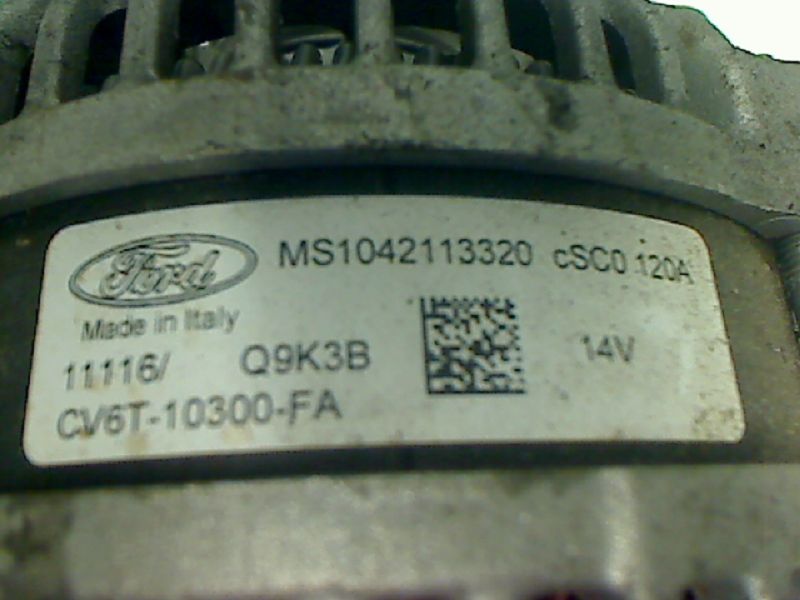 Ford MS1042113320 cSC0 120A
Made in Italy
11116/ Q9K3B 14V
CV6T-10300-FA